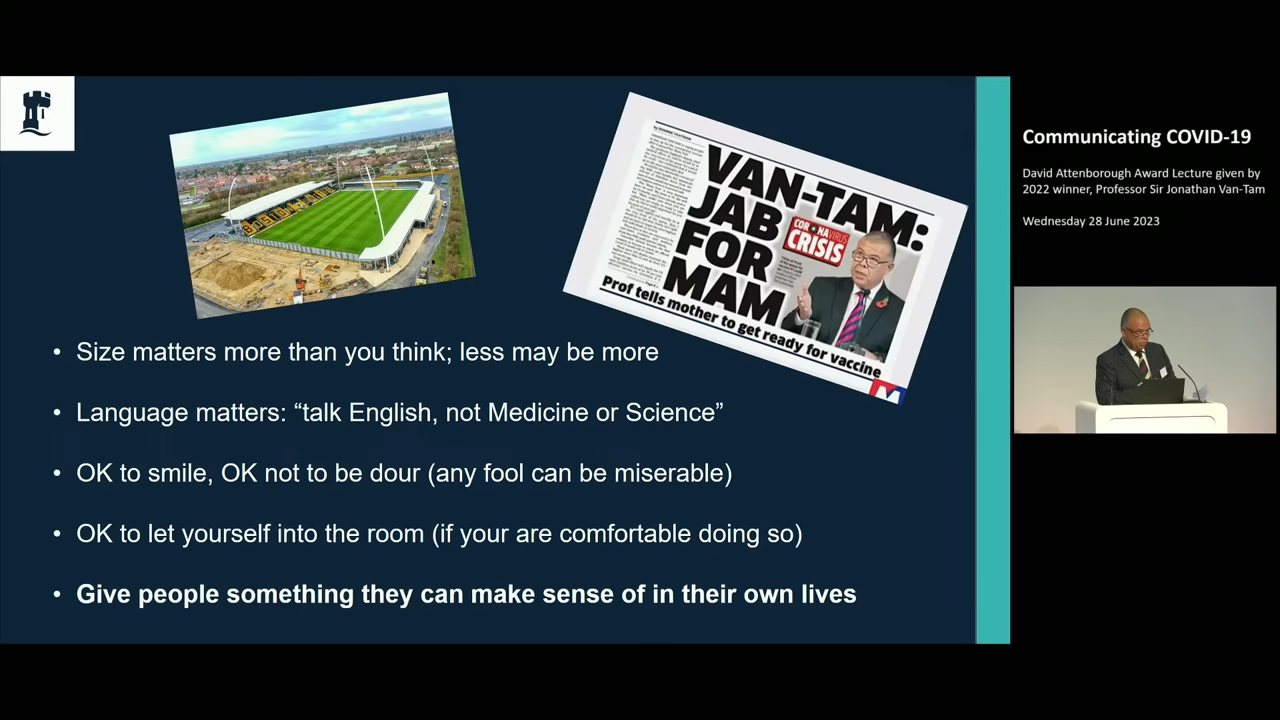 VAN-TAM:
JAB
FOR
MAM
CORONAVIRUS
CRISIS
Prof tells mother to get ready for vaccine
• Size matters more than you think; less may be more
• Language matters: “talk English, not Medicine or Science”
• OK to smile, OK not to be dour (any fool can be miserable)
• OK to let yourself into the room (if your are comfortable doing so)
• Give people something they can make sense of in their own lives
Communicating COVID-19
David Attenborough Award Lecture given by
2022 winner, Professor Sir Jonathan Van-Tam
Wednesday 28 June 2023